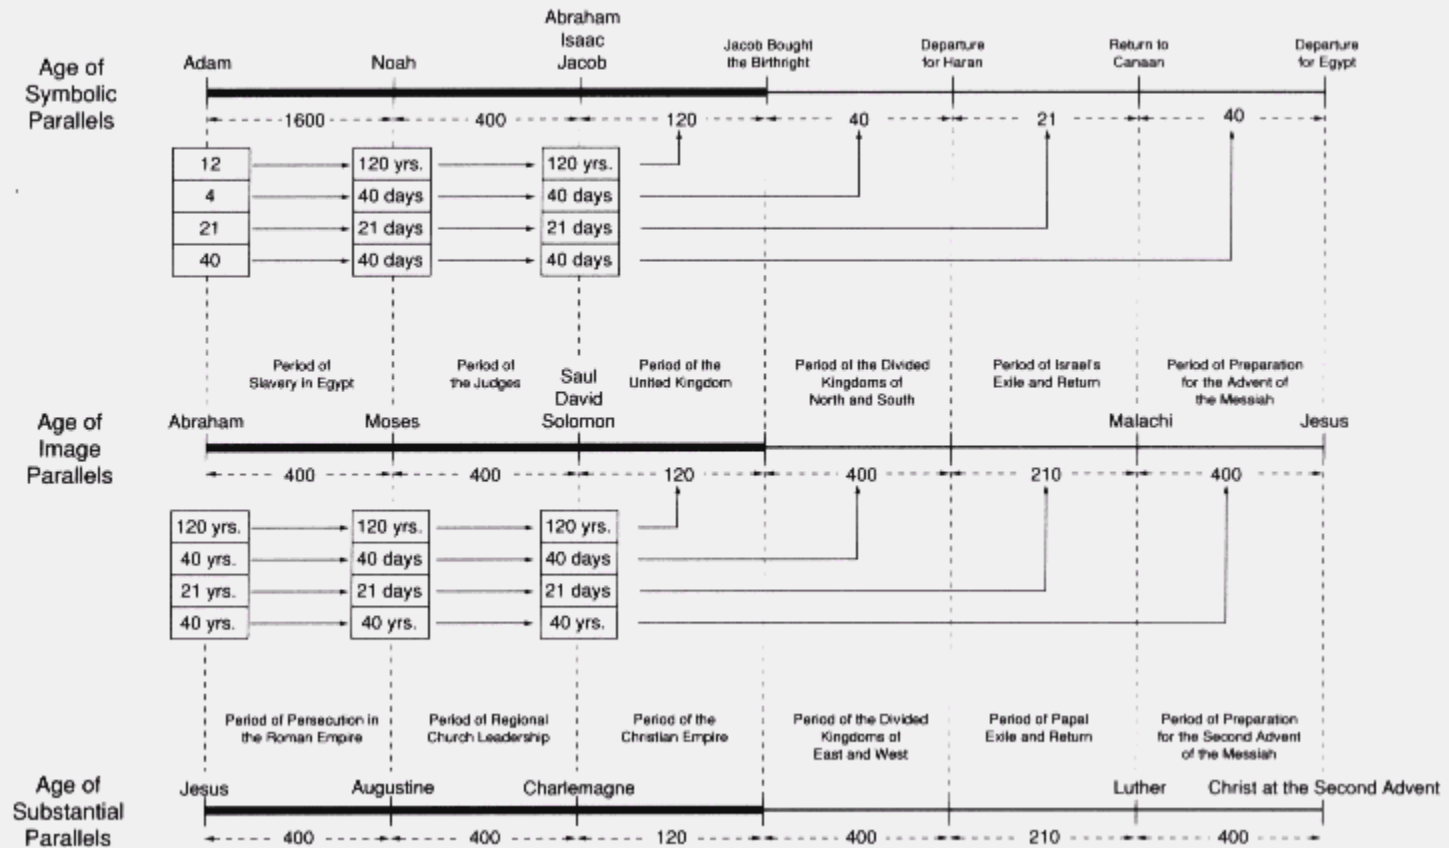 Age of
Symbolic
Parallels
Adam
Noah
Abraham
Isaac
Jacob
Jacob Bought
the Birthright
Departure
for Haran
Return to
Canaan
Departure
for Egypt
1600 400 120 40 21 40
12 120 yrs. 120 yrs.
4 40 days 40 days
21 21 days 21 days
40 40 days 40 days
Period of
Slavery in Egypt
Period of
the Judges
Period of the
United Kingdom
Period of the Divided
Kingdoms of
North and South
Period of Israel's
Exile and Return
Period of Preparation
for the Advent of
the Messiah
Age of
Image
Parallels
Abraham
Moses
Saul
David
Solomon
Malachi
Jesus
400 400 120 400 210 400
120 yrs. 120 yrs. 120 yrs.
40 yrs. 40 days 40 days
21 yrs. 21 days 21 days
40 yrs. 40 yrs. 40 yrs.
Period of Persecution in
the Roman Empire
Period of Regional
Church Leadership
Period of the
Christian Empire
Period of the Divided
Kingdoms of
East and West
Period of Papal
Exile and Return
Period of Preparation
for the Second Advent
of the Messiah
Age of
Substantial
Parallels
Jesus
Augustine
Charlemagne
Luther
Christ at the Second Advent
400 400 120 400 210 400